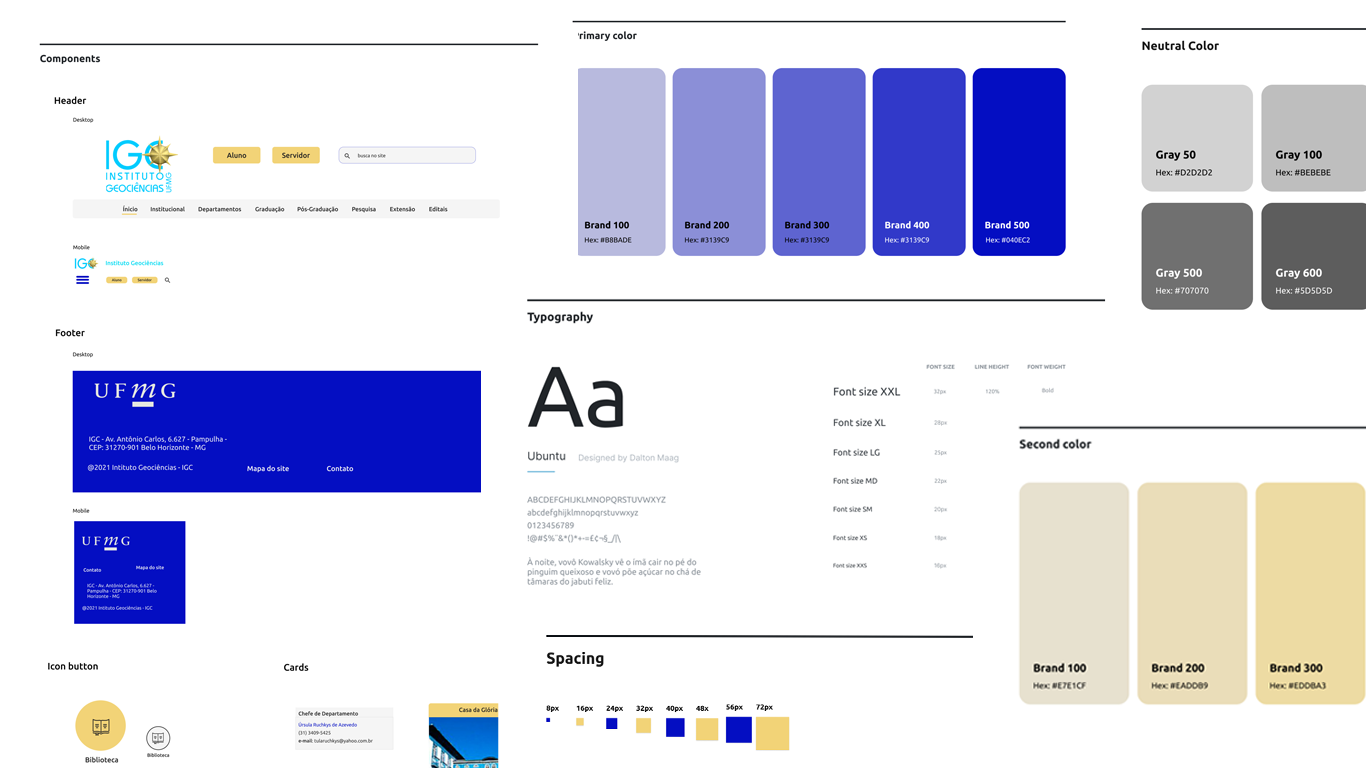 Components
Header
Desktop
IGC
INSTITUTO
GEOCIÊNCIAS
UFMG
Aluno
Servidor
busca no site
Ínicio
Institucional
Departamentos
Graduação
Pós-Graduação
Pesquisa
Extensão
Editais
Mobile
IGC
Instituto Geociências
Aluno
Servidor
Footer
Desktop
UFmG
IGC - Av. Antônio Carlos, 6.627 - Pampulha -
CEP: 31270-901 Belo Horizonte - MG
@2021 Intituto Geociências - IGC
Mapa do site
Contato
Mobile
UFmG
Contato
Mapa do site
IGC - Av. Antônio Carlos, 6.627 -
Pampulha - CEP: 31270-901 Belo
Horizonte - MG
@2021 Intituto Geociências - IGC
Icon button
Biblioteca
Biblioteca
Cards
Chefe de Departamento
Úrsula Ruchkys de Azevedo
(31) 3409-5425
e-mail: tularuchkys@yahoo.com.br
Casa da Glória
rimary color
Brand 100
Hex: #B8BADE
Brand 200
Hex: #3139C9
Brand 300
Hex: #3139C9
Brand 400
Hex: #3139C9
Brand 500
Hex: #040EC2
Typography
Aa
Ubuntu
Designed by Dalton Maag
ABCDEFGHIJKLMNOPQRSTUVWXYZ
abcdefghijklmnopqrstuvwxyz
0123456789
À noite, vovô Kowalsky vê o ímã cair no pé do
pinguim queixoso e vovó põe açúcar no chá de
tâmaras do jabuti feliz.
FONT SIZE
LINE HEIGHT
FONT WEIGHT
Font size XXL
32px
120%
Bold
Font size XL
28px
Font size LG
25px
Font size MD
22px
Font size SM
20px
Font size XS
18px
Font size XXS
16px
Spacing
8px
16px
24px
32px
40px
48x
56px
72px
Neutral Color
Gray 50
Hex: #D2D2D2
Gray 100
Hex: #BEBEBE
Gray 500
Hex: #707070
Gray 600
Hex: #5D5D5D
Second color
Brand 100
Hex: #E7E1CF
Brand 200
Hex: #EADDB9
Brand 300
Hex: #EDDBA3